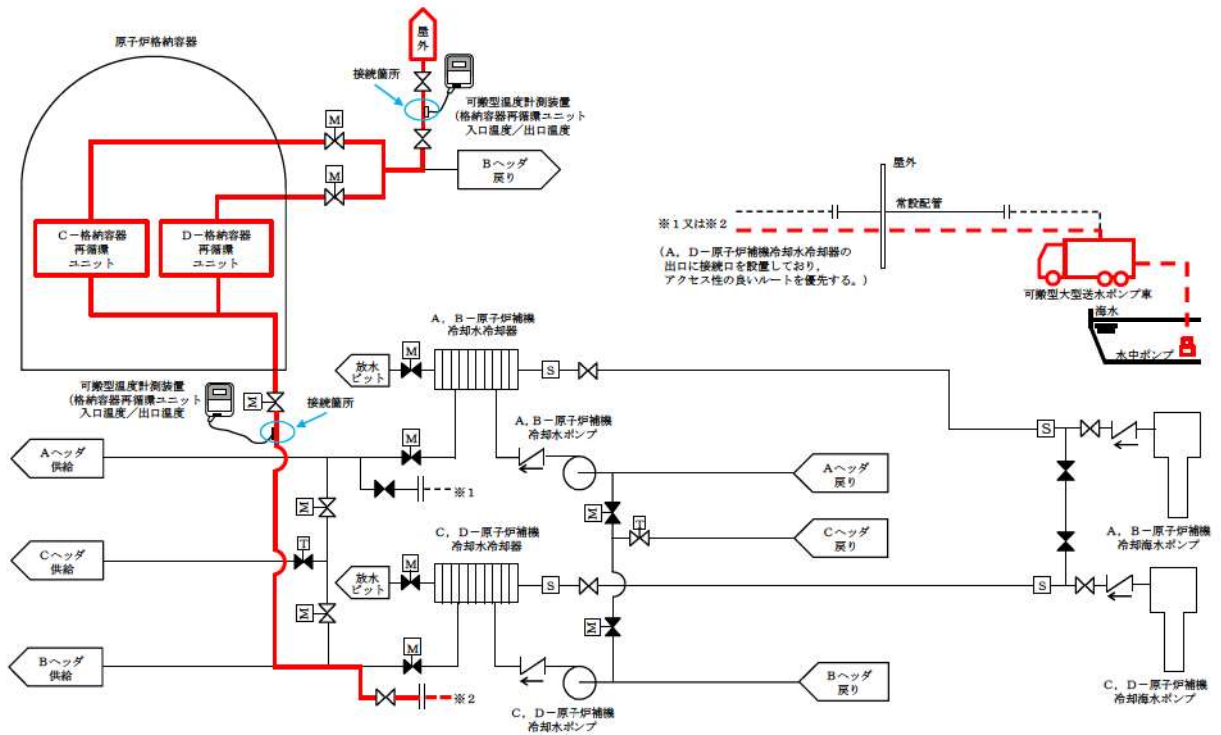 原子炉格納容器
屋
外
接続箇所
可搬型温度計測装置
(格納容器再循環ユニット
入口温度/出口温度
M
M
Bヘッダ
戻り
C-格納容器
再循環
ユニット
D-格納容器
再循環
ユニット
屋外
常設配管
※1又は※2
(A,D-原子炉補機冷却水冷却器の
出口に接続口を設置しており,
アクセス性の良いルートを優先する。)
可搬型大型送水ポンプ車
海水
水中ポンプ
A,B-原子炉補機
冷却水冷却器
放水
ピット
M
S
可搬型温度計測装置
(格納容器再循環ユニット
入口温度/出口温度
M
接続箇所
A,B-原子炉補機
冷却水ポンプ
S
Aヘッダ
供給
M
※1
Aヘッダ
戻り
M
M
T
Cヘッダ
戻り
A,B-原子炉補機
冷却海水ポンプ
Cヘッダ
供給
T
C,D-原子炉補機
冷却水冷却器
放水
ピット
M
S
S
M
M
Bヘッダ
供給
M
Bヘッダ
戻り
※2
C,D-原子炉補機
冷却水ポンプ
C,D-原子炉補機
冷却海水ポンプ